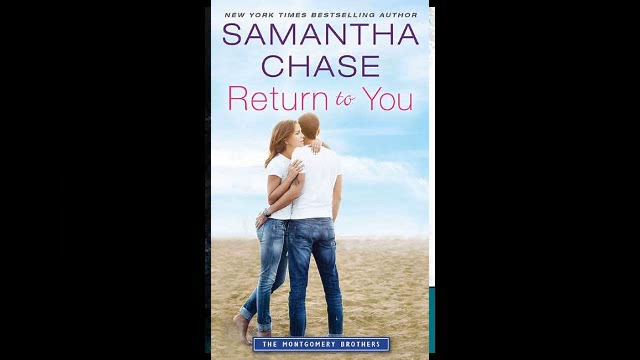 NEW YORK TIMES BESTSELLING AUTHOR
SAMANTHA
CHASE
Return to You
THE MONTGOMERY BROTHERS